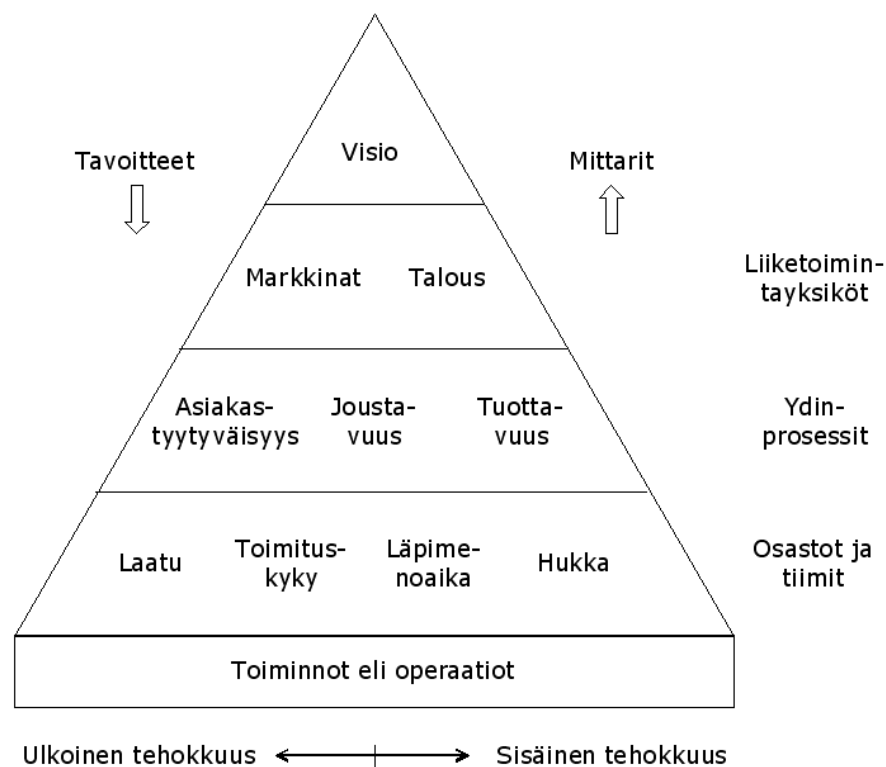 Visio
Tavoitteet
Mittarit
Markkinat
Talous
Liiketoimin-
tayksiköt
Asiakas-
tyytyväisyys
Jousta-
vuus
Tuotta-
vuus
Ydin-
prosessit
Laatu
Toimitus-
kyky
Läpime-
noaika
Hukka
Osastot ja
tiimit
Toiminnot eli operaatiot
Ulkoinen tehokkuus
Sisäinen tehokkuus